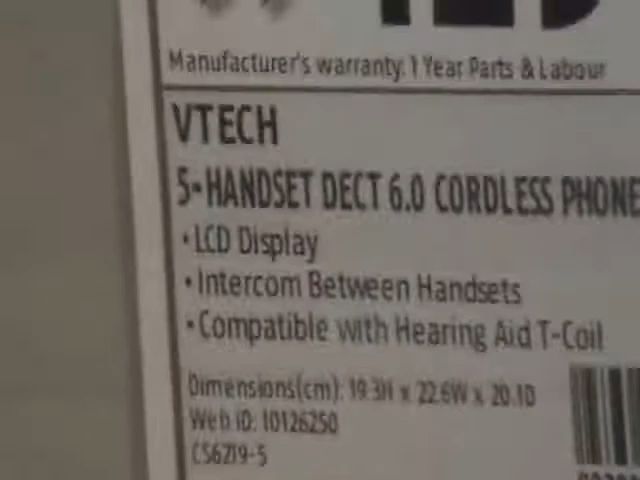 Manufacturer's warranty: 1 Year Parts & Labour
VTECH
5-HANDSET DECT 6.0 CORDLESS PHONE
• LCD Display
• Intercom Between Handsets
• Compatible with Hearing Aid T-Coil
Dimensions(cm): 19.3H x 22.6W x 20.1D
Web ID: 10126250
CS6719-5